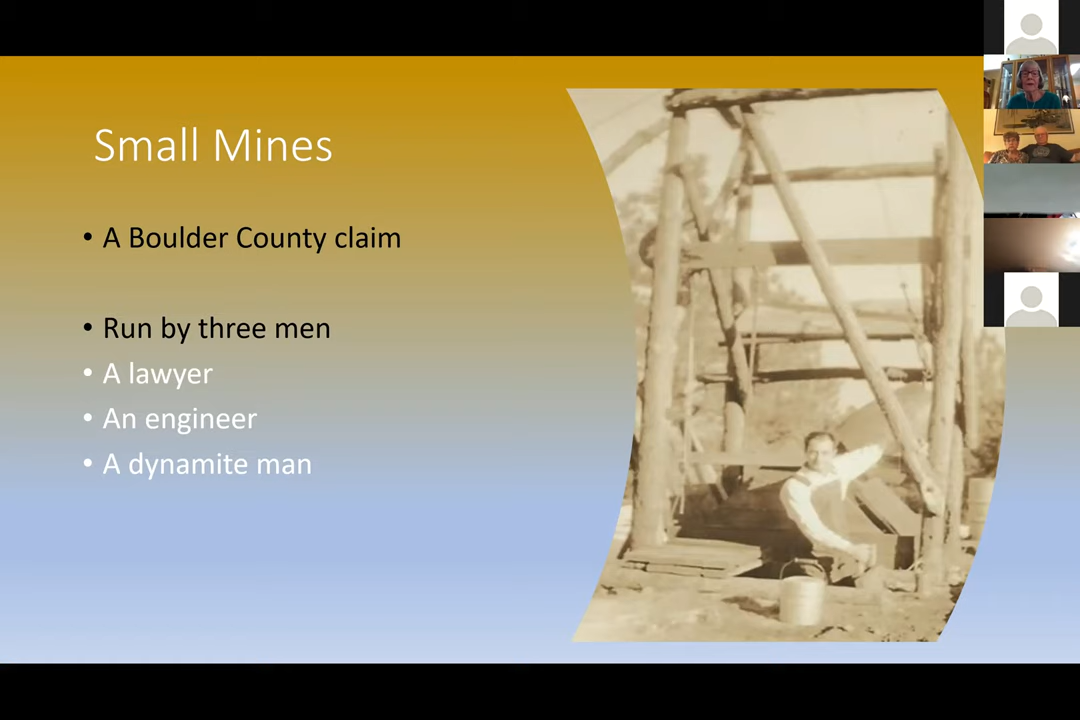 Small Mines
• A Boulder County claim
• Run by three men
• A lawyer
• An engineer
• A dynamite man